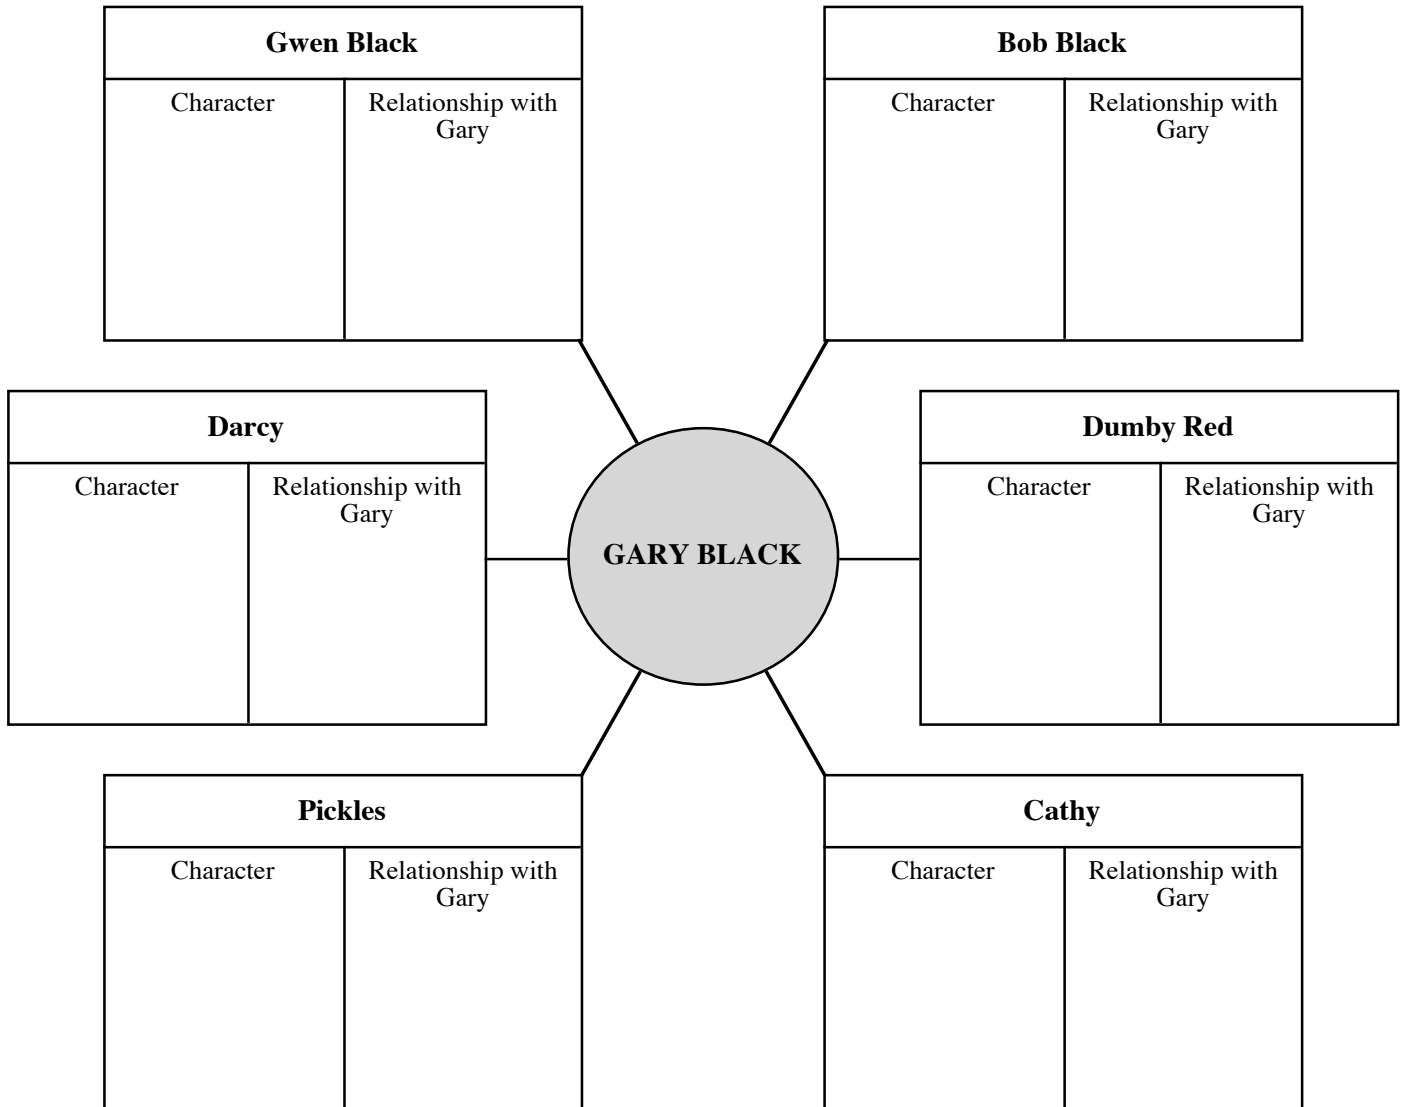 Gwen Black
Character
Relationship with
Gary
Bob Black
Character
Relationship with
Gary
Darcy
Character
Relationship with
Gary
GARY BLACK
Dumby Red
Character
Relationship with
Gary
Pickles
Character
Relationship with
Gary
Cathy
Character
Relationship with
Gary